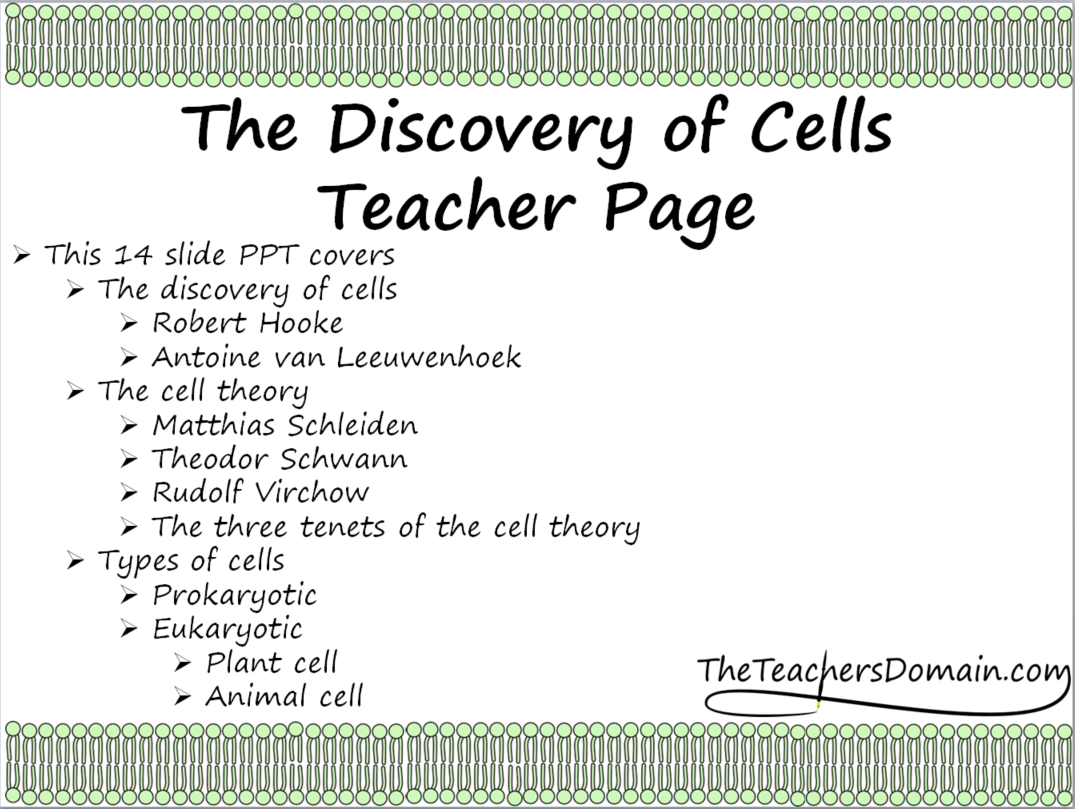 The Discovery of Cells
Teacher Page
This 14 slide PPT covers
The discovery of cells
Robert Hooke
Antoine van Leeuwenhoek
The cell theory
Matthias Schleiden
Theodor Schwann
Rudolf Virchow
The three tenets of the cell theory
Types of cells
Prokaryotic
Eukaryotic
Plant cell
Animal cell
TheTeachersDomain.com